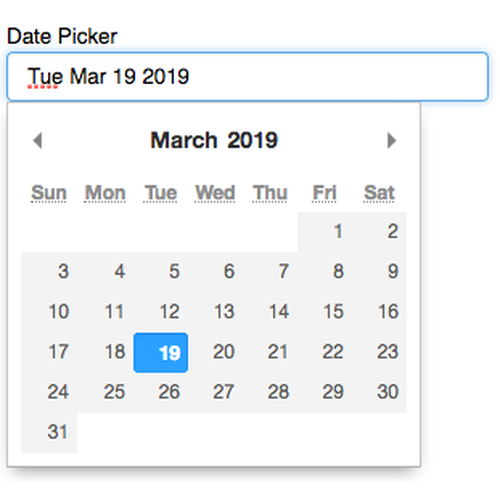 Date Picker
Tue Mar 19 2019
March 2019
Sun Mon Tue Wed Thu Fri Sat
1 2
3 4 5 6 7 8 9
10 11 12 13 14 15 16
17 18 19 20 21 22 23
24 25 26 27 28 29 30
31